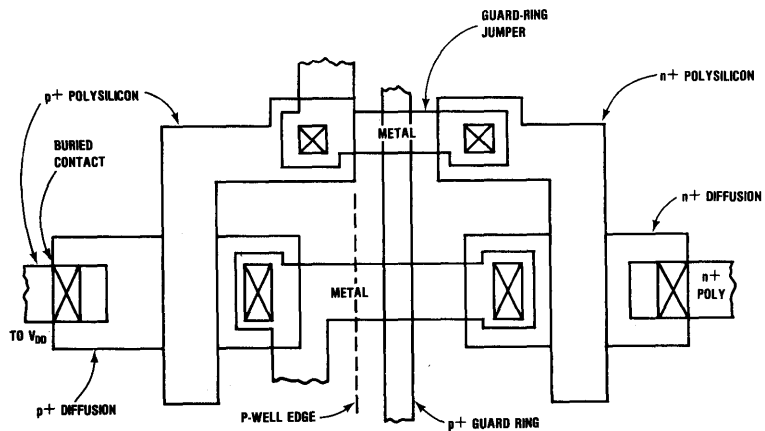 GUARD-RING
JUMPER
p+ POLYSILICON
n+ POLYSILICON
BURIED
CONTACT
METAL
n+ DIFFUSION
METAL
n+
POLY
TO VDD
p+ DIFFUSION
P-WELL EDGE
p+ GUARD RING